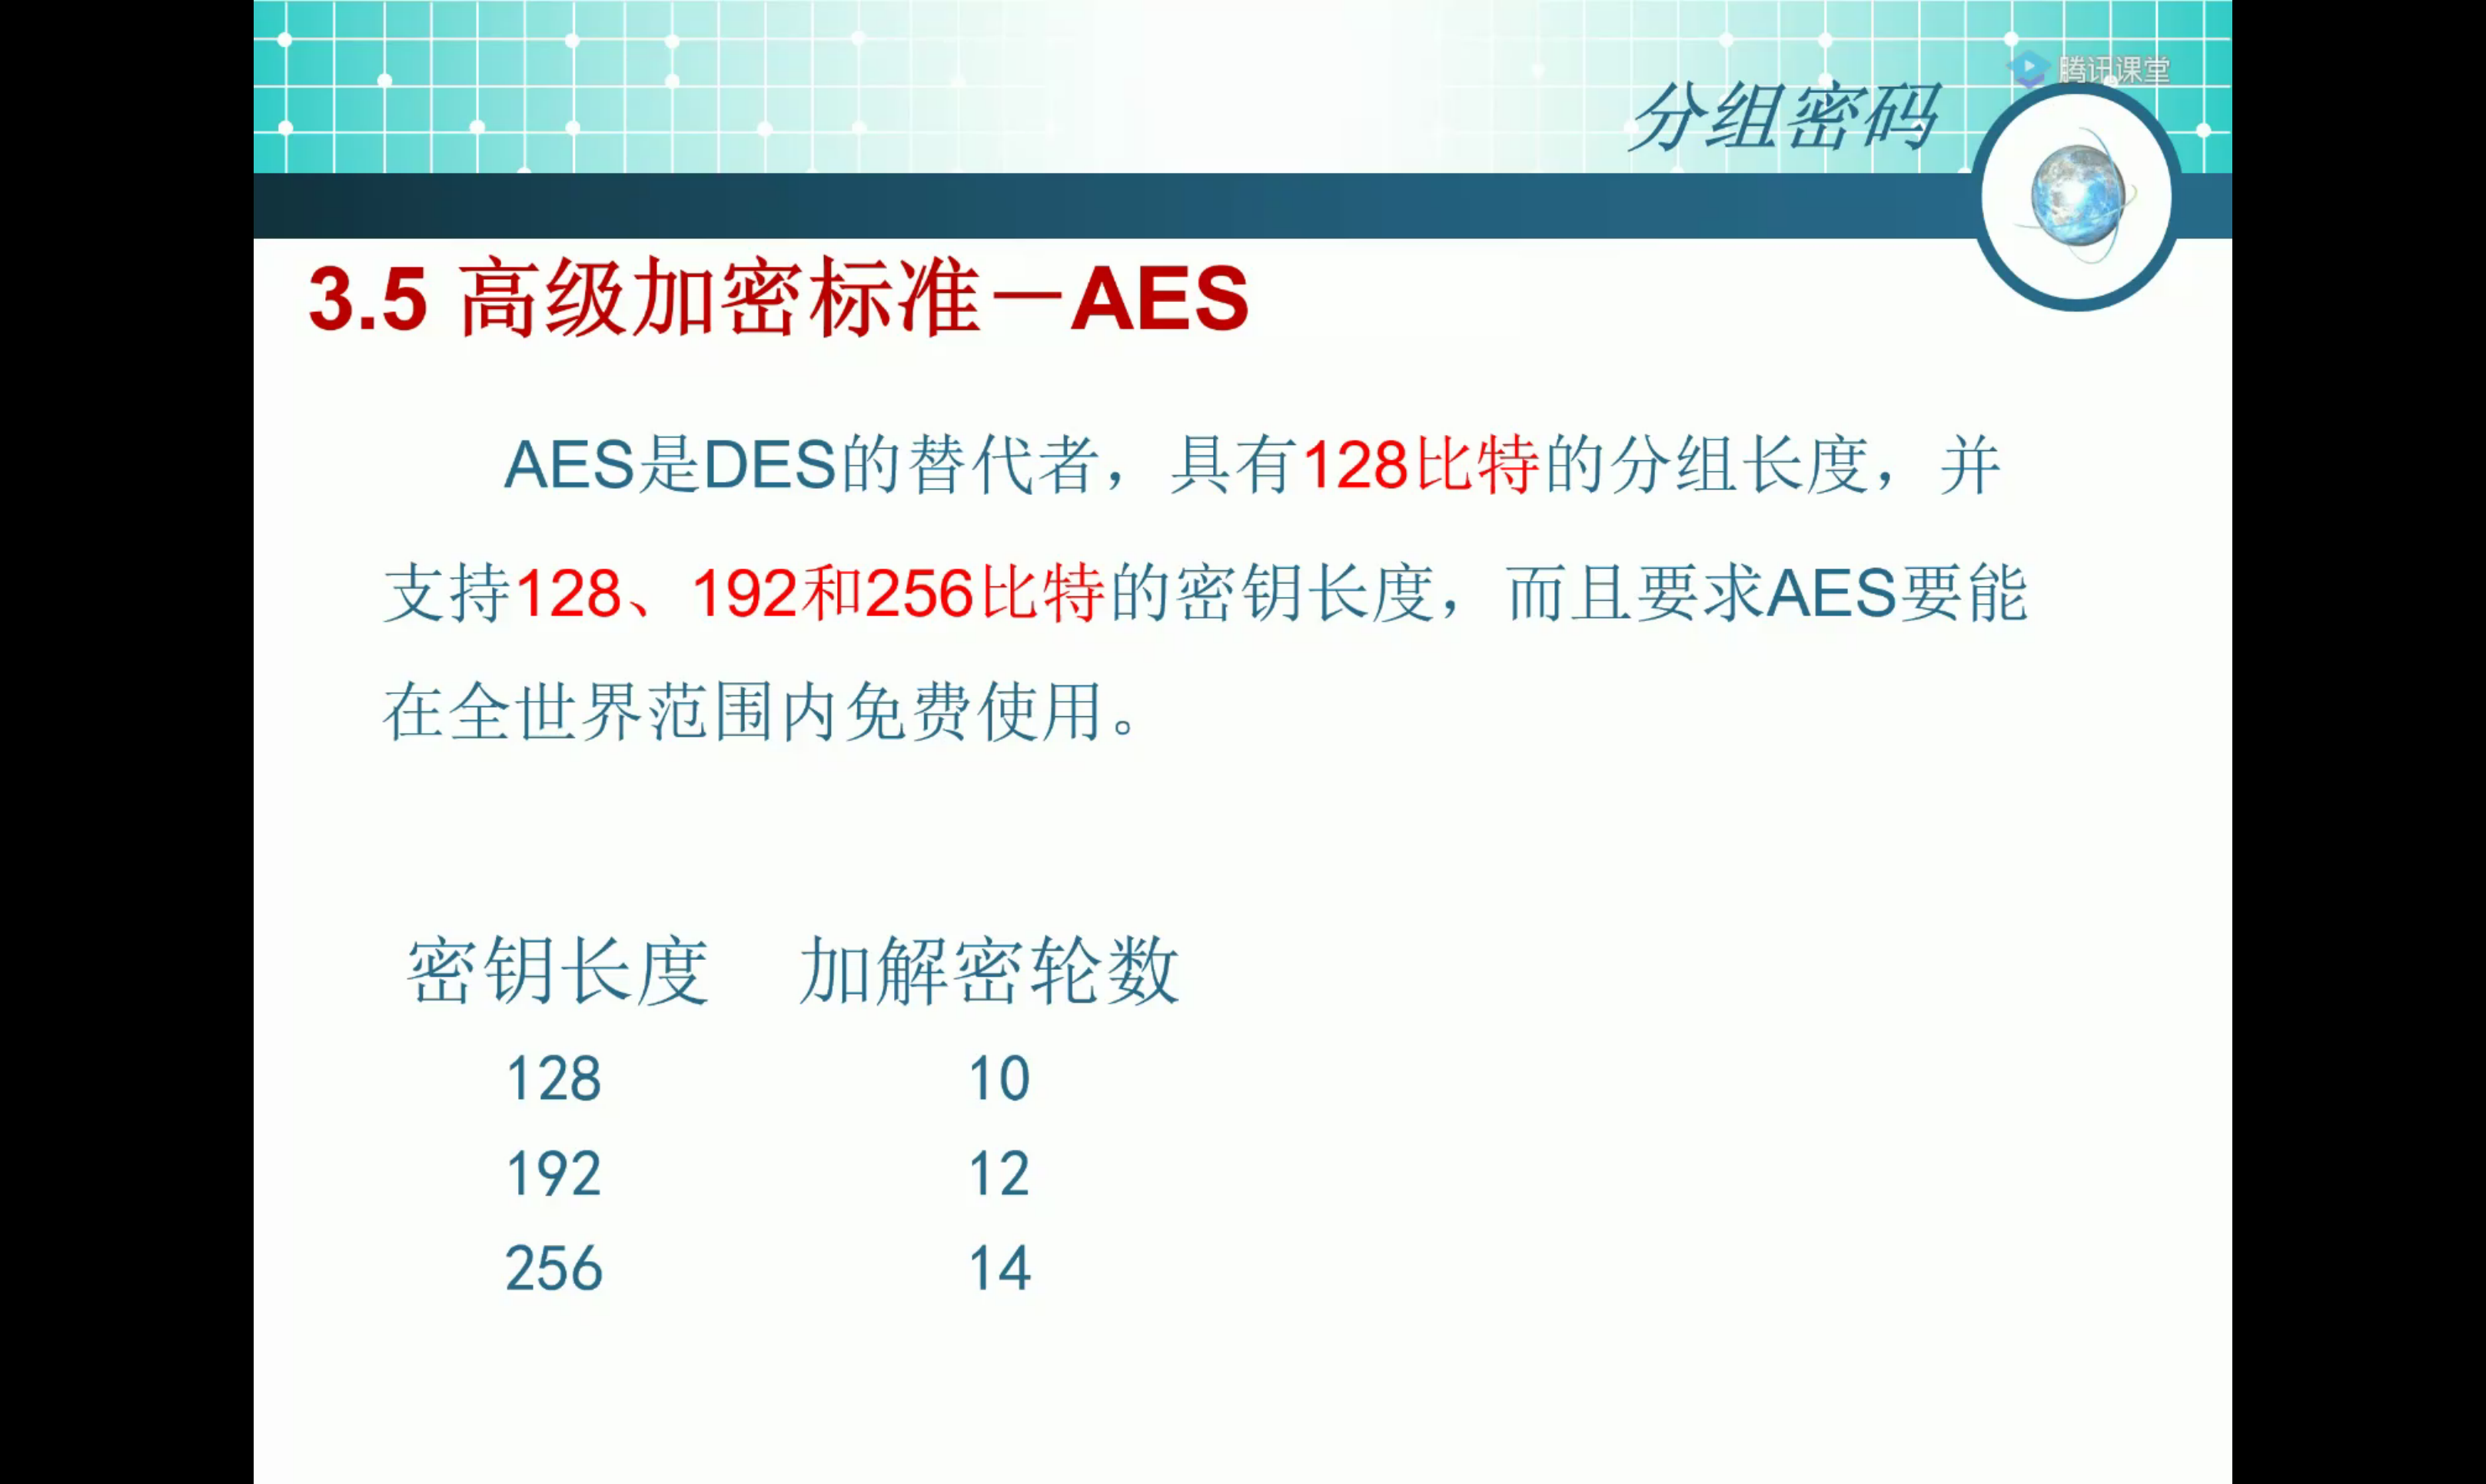 腾讯课堂
分组密码
3.5 高级加密标准－AES
AES是DES的替代者，具有128比特的分组长度，并
支持128、192和256比特的密钥长度，而且要求AES要能
在全世界范围内免费使用。
密钥长度 加解密轮数
128 10
192 12
256 14